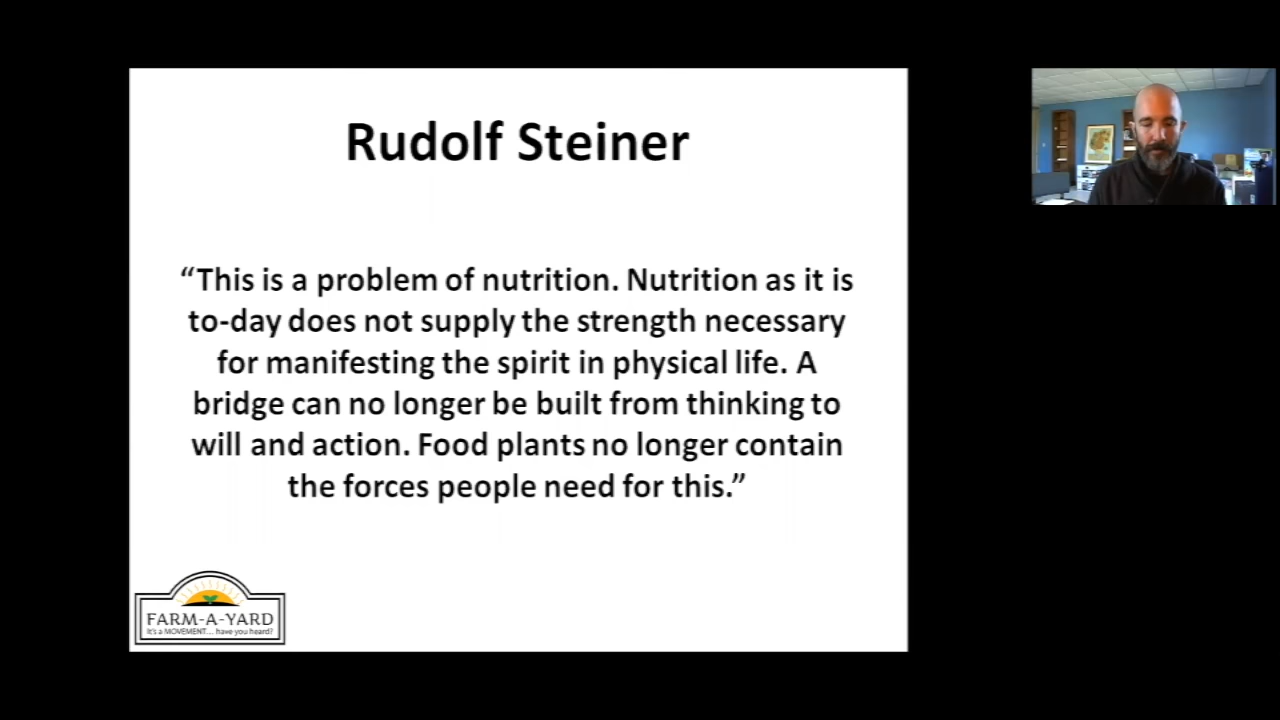 Rudolf Steiner
“This is a problem of nutrition. Nutrition as it is
to-day does not supply the strength necessary
for manifesting the spirit in physical life. A
bridge can no longer be built from thinking to
will and action. Food plants no longer contain
the forces people need for this.”
FARM-A-YARD
It's a MOVEMENT... have you heard?